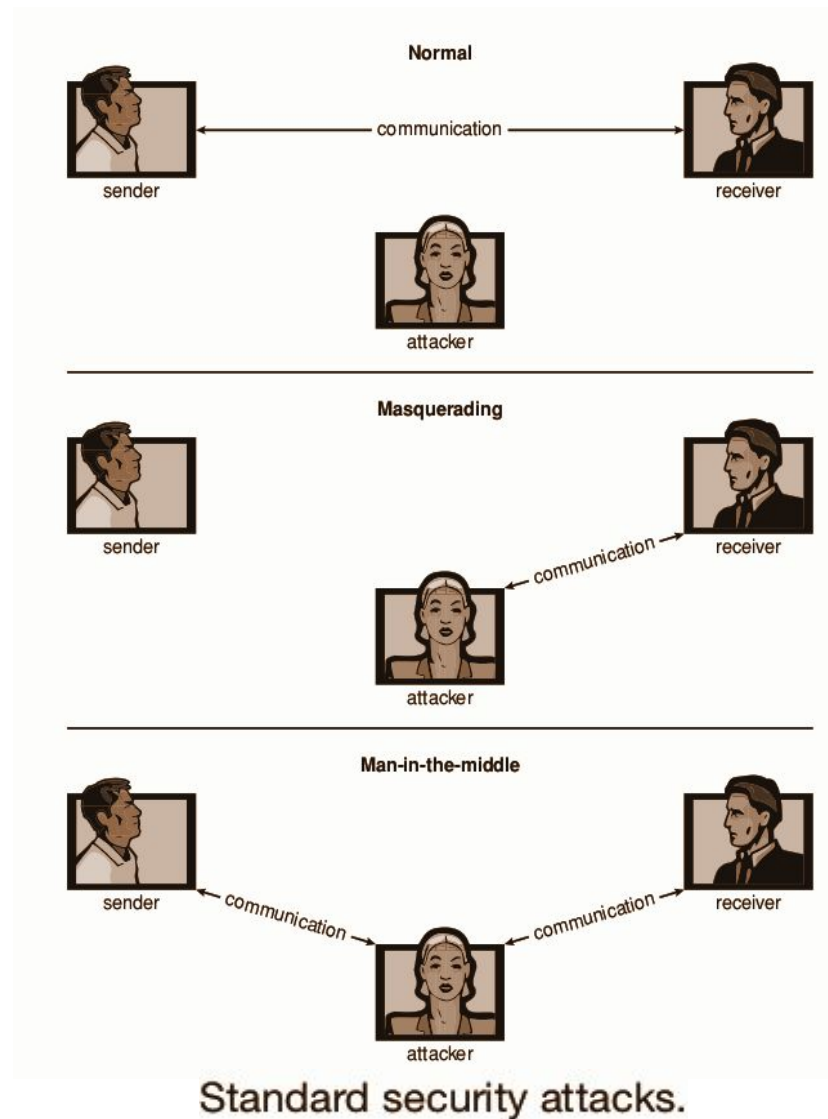 Normal
communication
sender
receiver
attacker
Masquerading
sender
receiver
communication
attacker
Man-in-the-middle
sender
receiver
communication
communication
attacker
Standard security attacks.